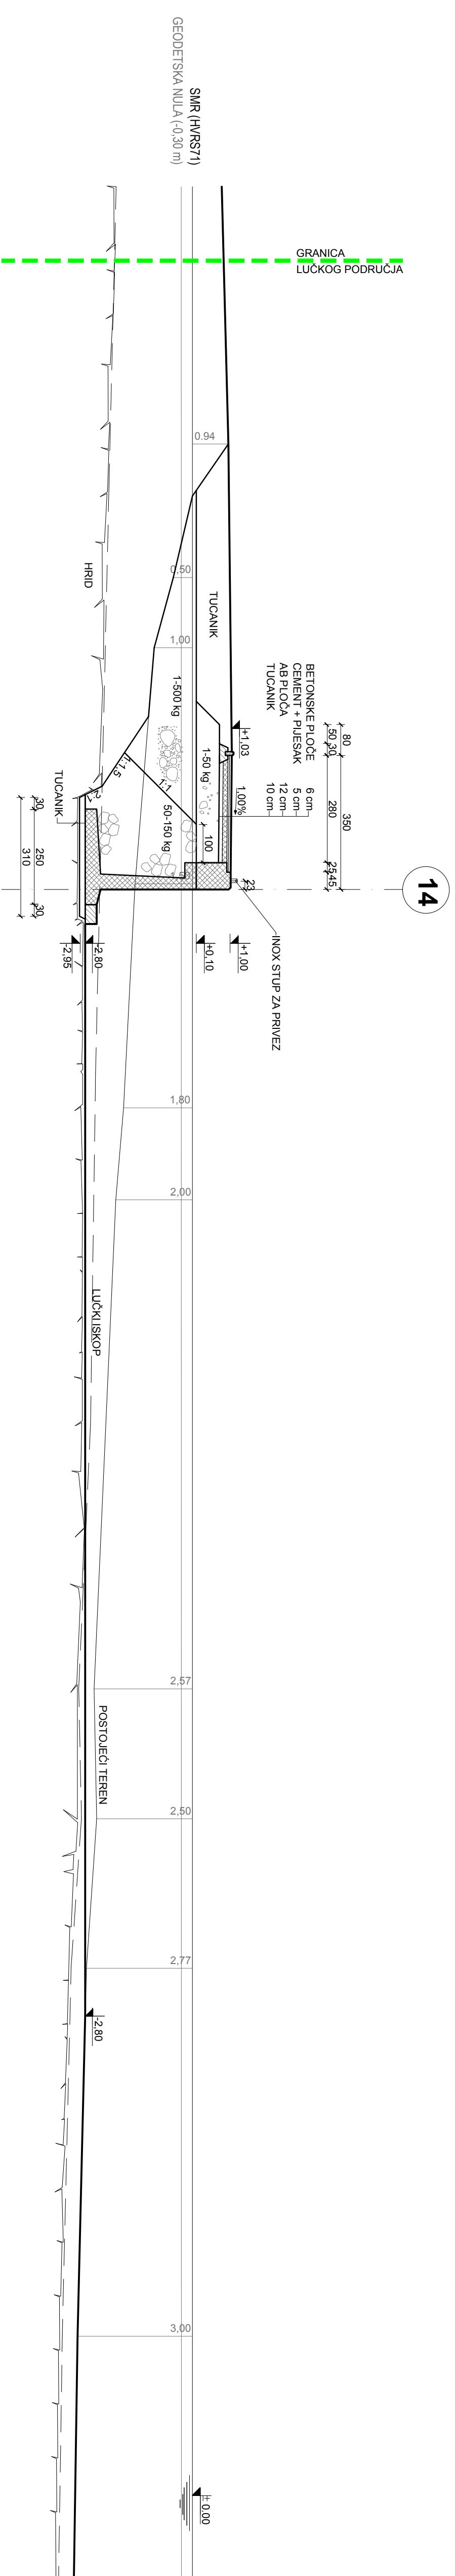 14
GRANICA
LUČKOG PODRUČJA
SMR (HVRS71)
GEODETSKA NULA (-0,30 m)
80
350
50
30
280
25
45
BETONSKE PLOČE 6 cm
CEMENT + PIJESAK 5 cm
AB PLOČA 12 cm
TUCANIK 10 cm
INOX STUP ZA PRIVEZ
+1,03
1,00%
23
+1,00
0.94
TUCANIK
1-50 kg
100
+0,10
± 0.00
0,50
1,00
1-500 kg
50-150 kg
1:1
1:1.5
1,80
2,00
2,57
2,50
2,77
3,00
HRID
TUCANIK
-2,80
-2,95
LUČKI ISKOP
POSTOJEĆI TEREN
-2,80
30
250
30
310